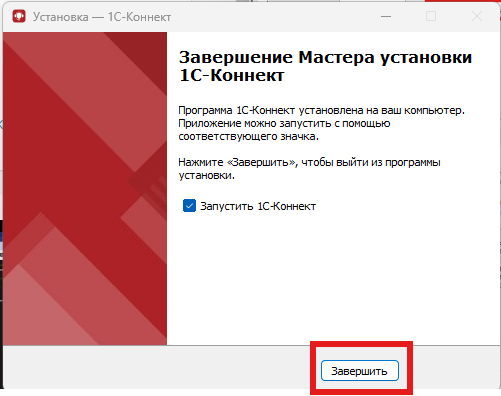 Установка — 1С-Коннект
Завершение Мастера установки
1С-Коннект
Программа 1С-Коннект установлена на ваш компьютер.
Приложение можно запустить с помощью
соответствующего значка.
Нажмите «Завершить», чтобы выйти из программы
установки.
Запустить 1С-Коннект
Завершить